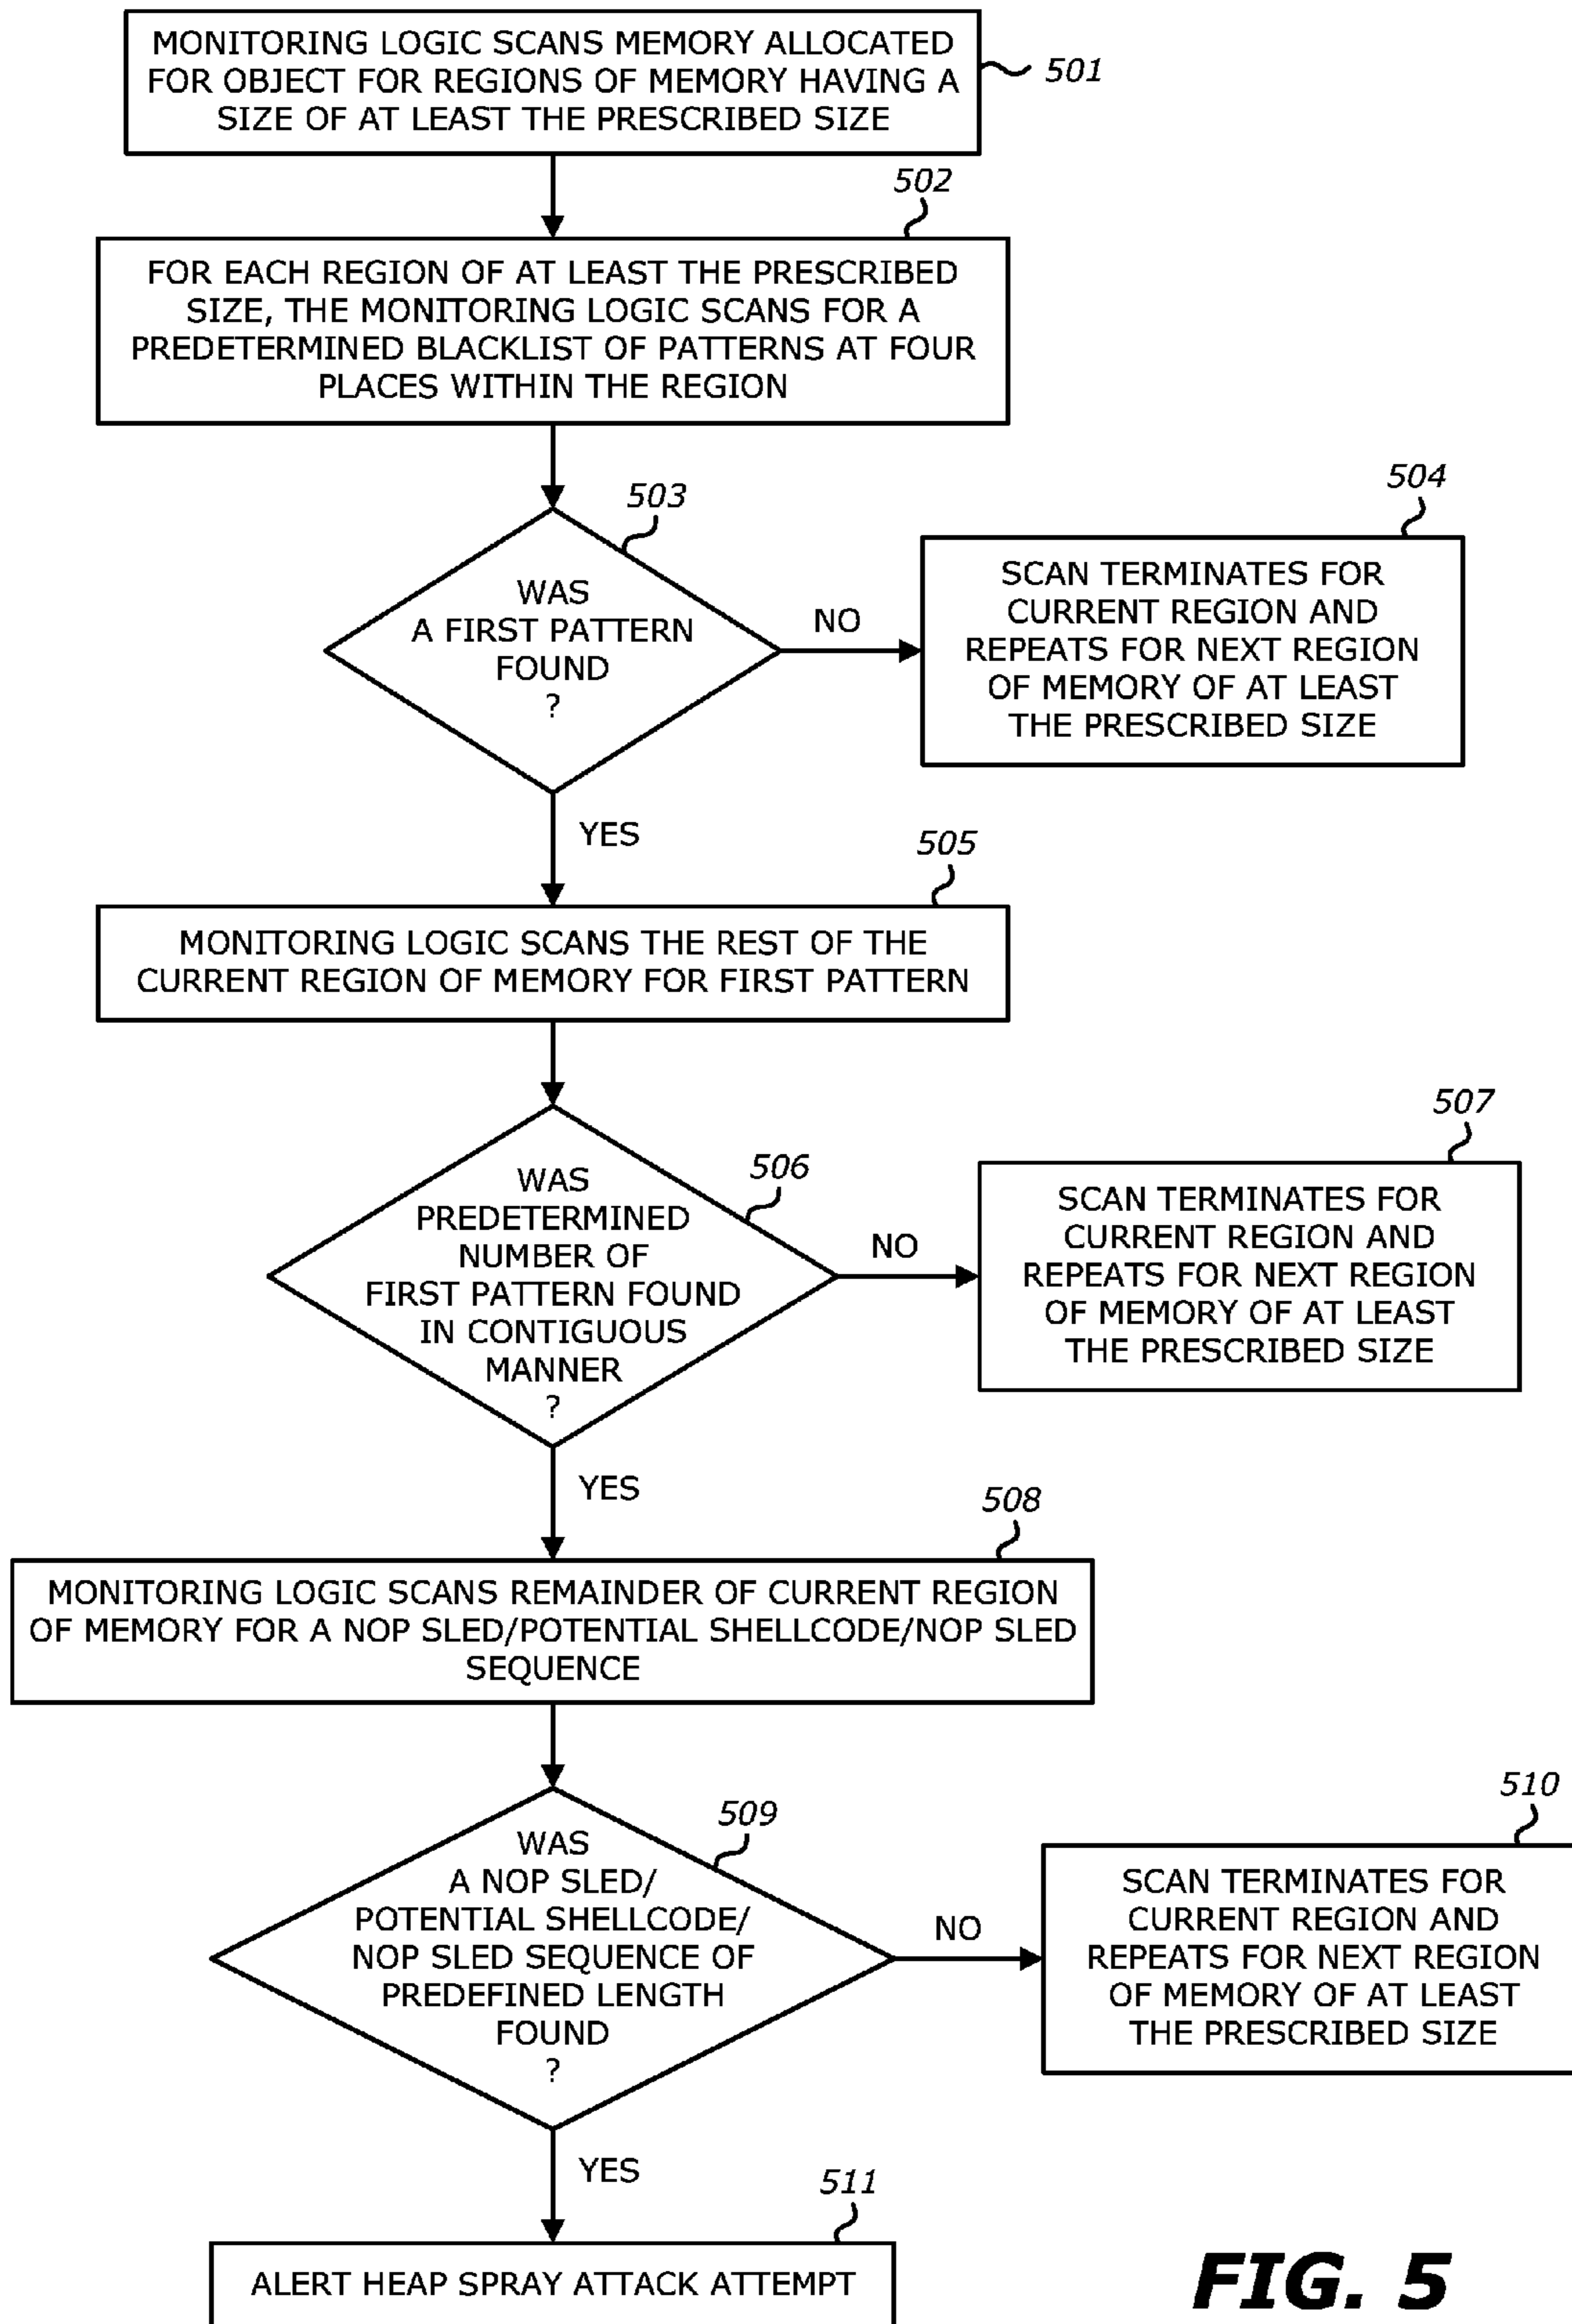 MONITORING LOGIC SCANS MEMORY ALLOCATED
FOR OBJECT FOR REGIONS OF MEMORY HAVING A
SIZE OF AT LEAST THE PRESCRIBED SIZE
501
502
FOR EACH REGION OF AT LEAST THE PRESCRIBED
SIZE, THE MONITORING LOGIC SCANS FOR A
PREDETERMINED BLACKLIST OF PATTERNS AT FOUR
PLACES WITHIN THE REGION
503
WAS
A FIRST PATTERN
FOUND
?
NO
504
SCAN TERMINATES FOR
CURRENT REGION AND
REPEATS FOR NEXT REGION
OF MEMORY OF AT LEAST
THE PRESCRIBED SIZE
YES
505
MONITORING LOGIC SCANS THE REST OF THE
CURRENT REGION OF MEMORY FOR FIRST PATTERN
506
WAS
PREDETERMINED
NUMBER OF
FIRST PATTERN FOUND
IN CONTIGUOUS
MANNER
?
NO
507
SCAN TERMINATES FOR
CURRENT REGION AND
REPEATS FOR NEXT REGION
OF MEMORY OF AT LEAST
THE PRESCRIBED SIZE
YES
508
MONITORING LOGIC SCANS REMAINDER OF CURRENT REGION
OF MEMORY FOR A NOP SLED/POTENTIAL SHELLCODE/NOP SLED
SEQUENCE
509
WAS
A NOP SLED/
POTENTIAL SHELLCODE/
NOP SLED SEQUENCE OF
PREDEFINED LENGTH
FOUND
?
NO
510
SCAN TERMINATES FOR
CURRENT REGION AND
REPEATS FOR NEXT REGION
OF MEMORY OF AT LEAST
THE PRESCRIBED SIZE
YES
511
ALERT HEAP SPRAY ATTACK ATTEMPT
FIG. 5